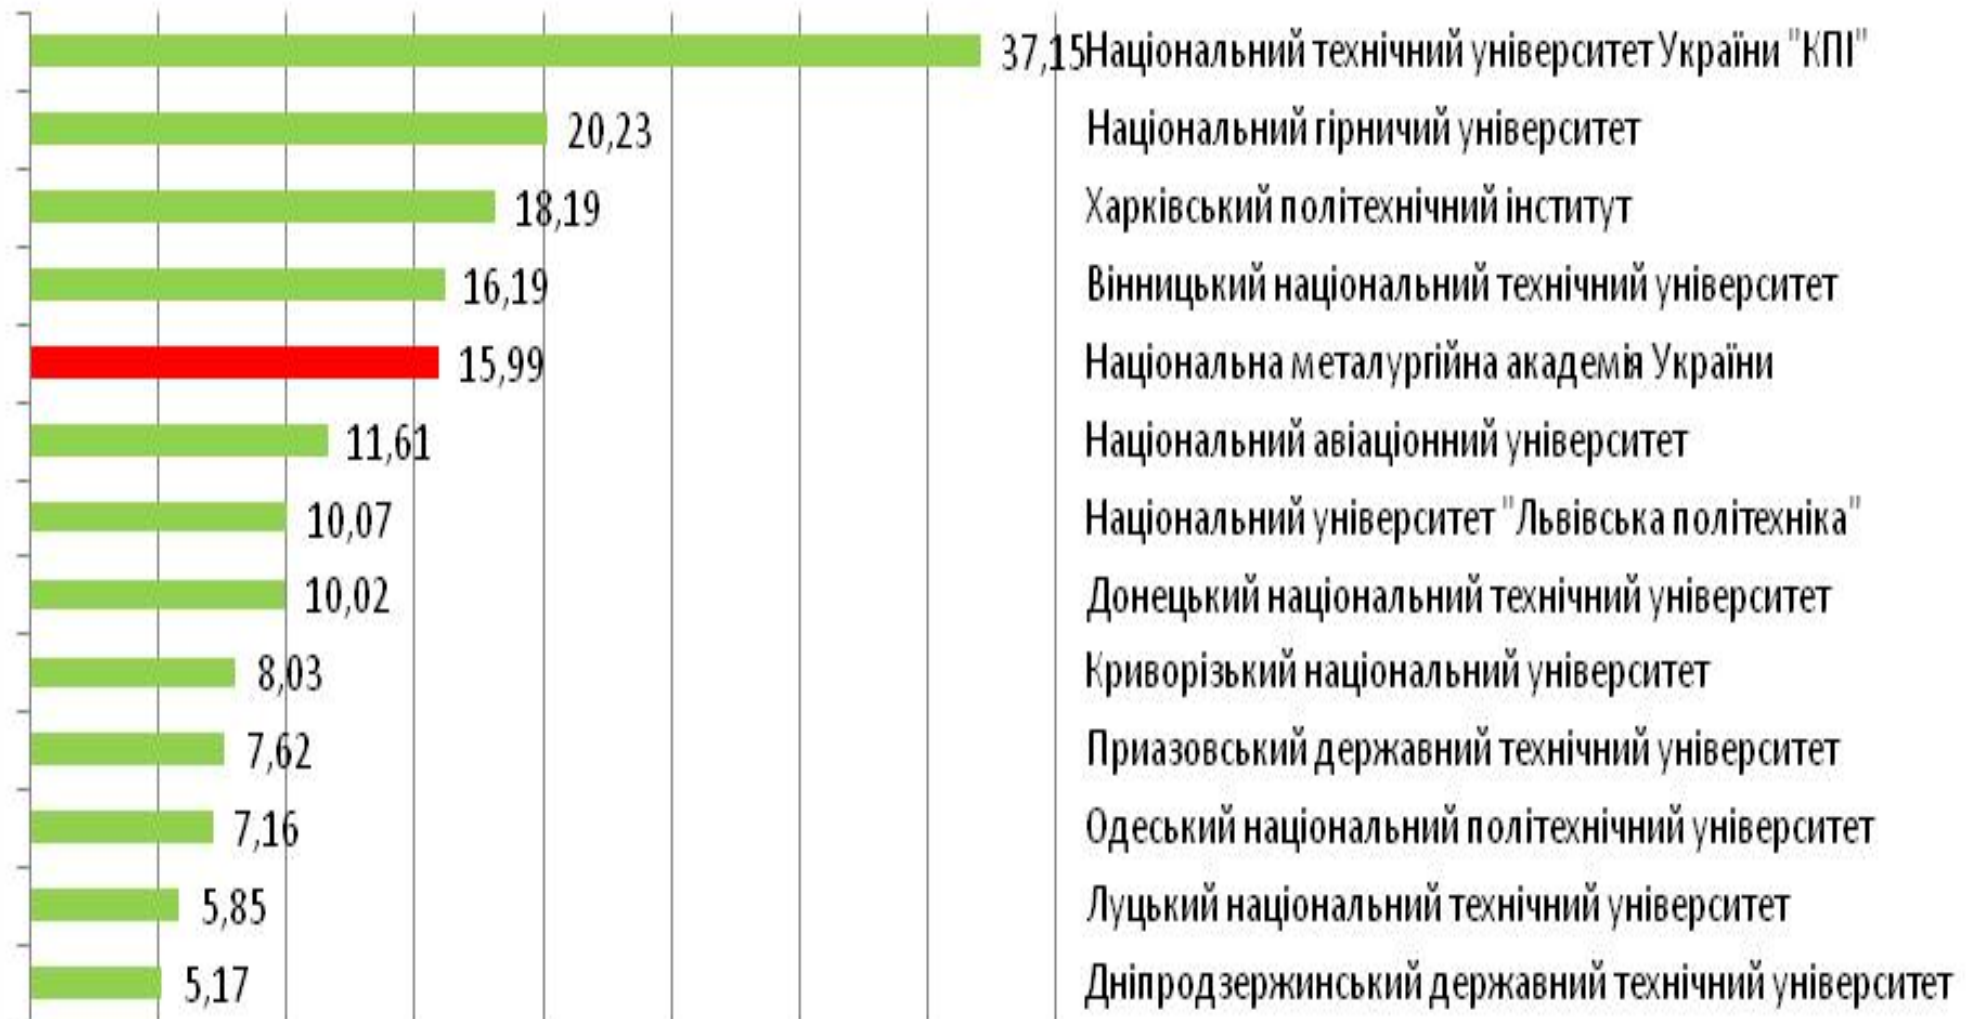 37,15 Національний технічний університет України "КПІ"
20,23 Національний гірничий університет
18,19 Харківський політехнічний інститут
16,19 Вінницький національний технічний університет
15,99 Національна металургійна академія України
11,61 Національний авіаціонний університет
10,07 Національний університет "Львівська політехніка"
10,02 Донецький національний технічний університет
8,03 Криворізький національний університет
7,62 Приазовський державний технічний університет
7,16 Одеський національний політехнічний університет
5,85 Луцький національний технічний університет
5,17 Дніпродзержинський державний технічний університет